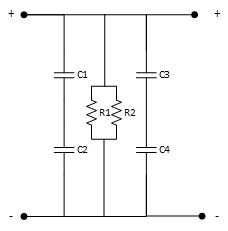 + +
C1 C3
R1 R2
C2 C4
- -